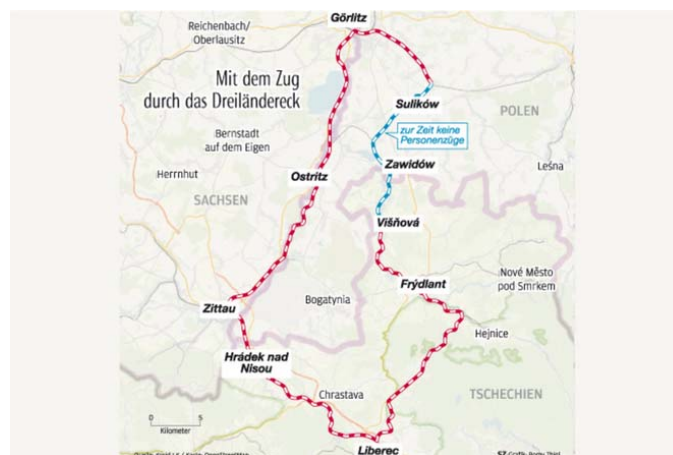 Görlitz
Reichenbach/
Oberlausitz
Mit dem Zug
durch das Dreiländereck
Sulików
POLEN
zur Zeit keine
Personenzüge
Bernstadt
auf dem Eigen
Zawidów
Leśna
Herrnhut
Ostritz
SACHSEN
Višňová
Frýdlant
Nové Město
pod Smrkem
Bogatynia
Zittau
Hejnice
Hrádek nad
Nisou
Chrastava
TSCHECHIEN
0 5
Kilometer
Liberec